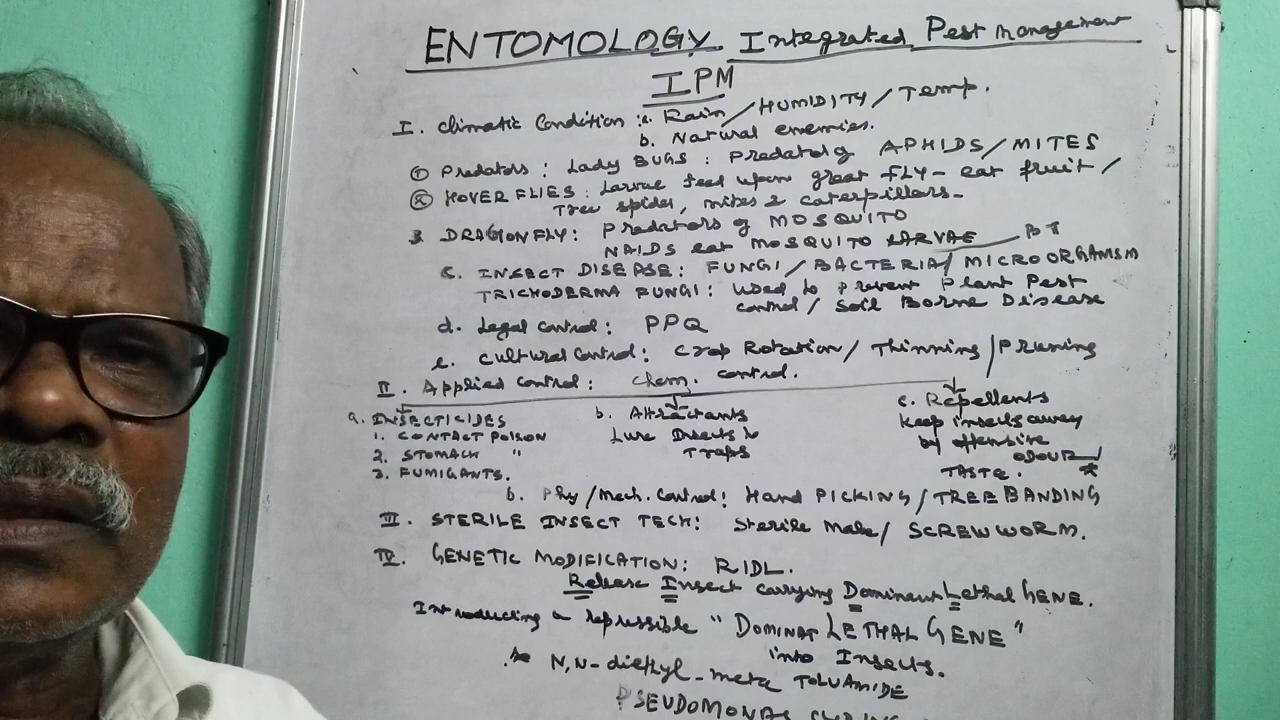 ENTOMOLOGY. Integrated Pest Management
IPM
I. Climatic Condition: a. Rain/HUMIDITY/Temp.
b. Natural enemies.
① Predators: Lady BUGS: Predator of APHIDS/MITES
② HOVER FLIES: Larvae feed upon great FLY- eat fruit/
Tree spider, mites & caterpillars-
3 DRAGONFLY: Predators of MOSQUITO
NAIDS eat MOSQUITO LARVAE BT
c. INSECT DISEASE: FUNGI/BACTERIA/MICROORGANISM
TRICHODERMA FUNGI: Used to Prevent Plant Pest
control/ Soil Borne Disease
d. Legal control: PPQ
e. Cultural control: Crop Rotation/ Thinning/Pruning
II. Applied control: Chem. control.
a. INSECTICIDES
1. CONTACT POISON
2. STOMACH "
3. FUMIGANTS.
b. Attractants
Lure Insects to
Traps
c. Repellents
keep insects away
by offensive
ODOUR/
TASTE. *
b. Phy/Mech. Control: Hand PICKING/TREE BANDING
III. STERILE INSECT TECH: Sterile Male/ SCREW WORM.
IV. GENETIC MODIFICATION: RIDL.
Release Insect carrying Dominant Lethal GENE.
Introducing a repressible "DOMINAT LETHAL GENE"
into Insects.
* N,N-diethyl-meta TOLUAMIDE
PSEUDOMONAS